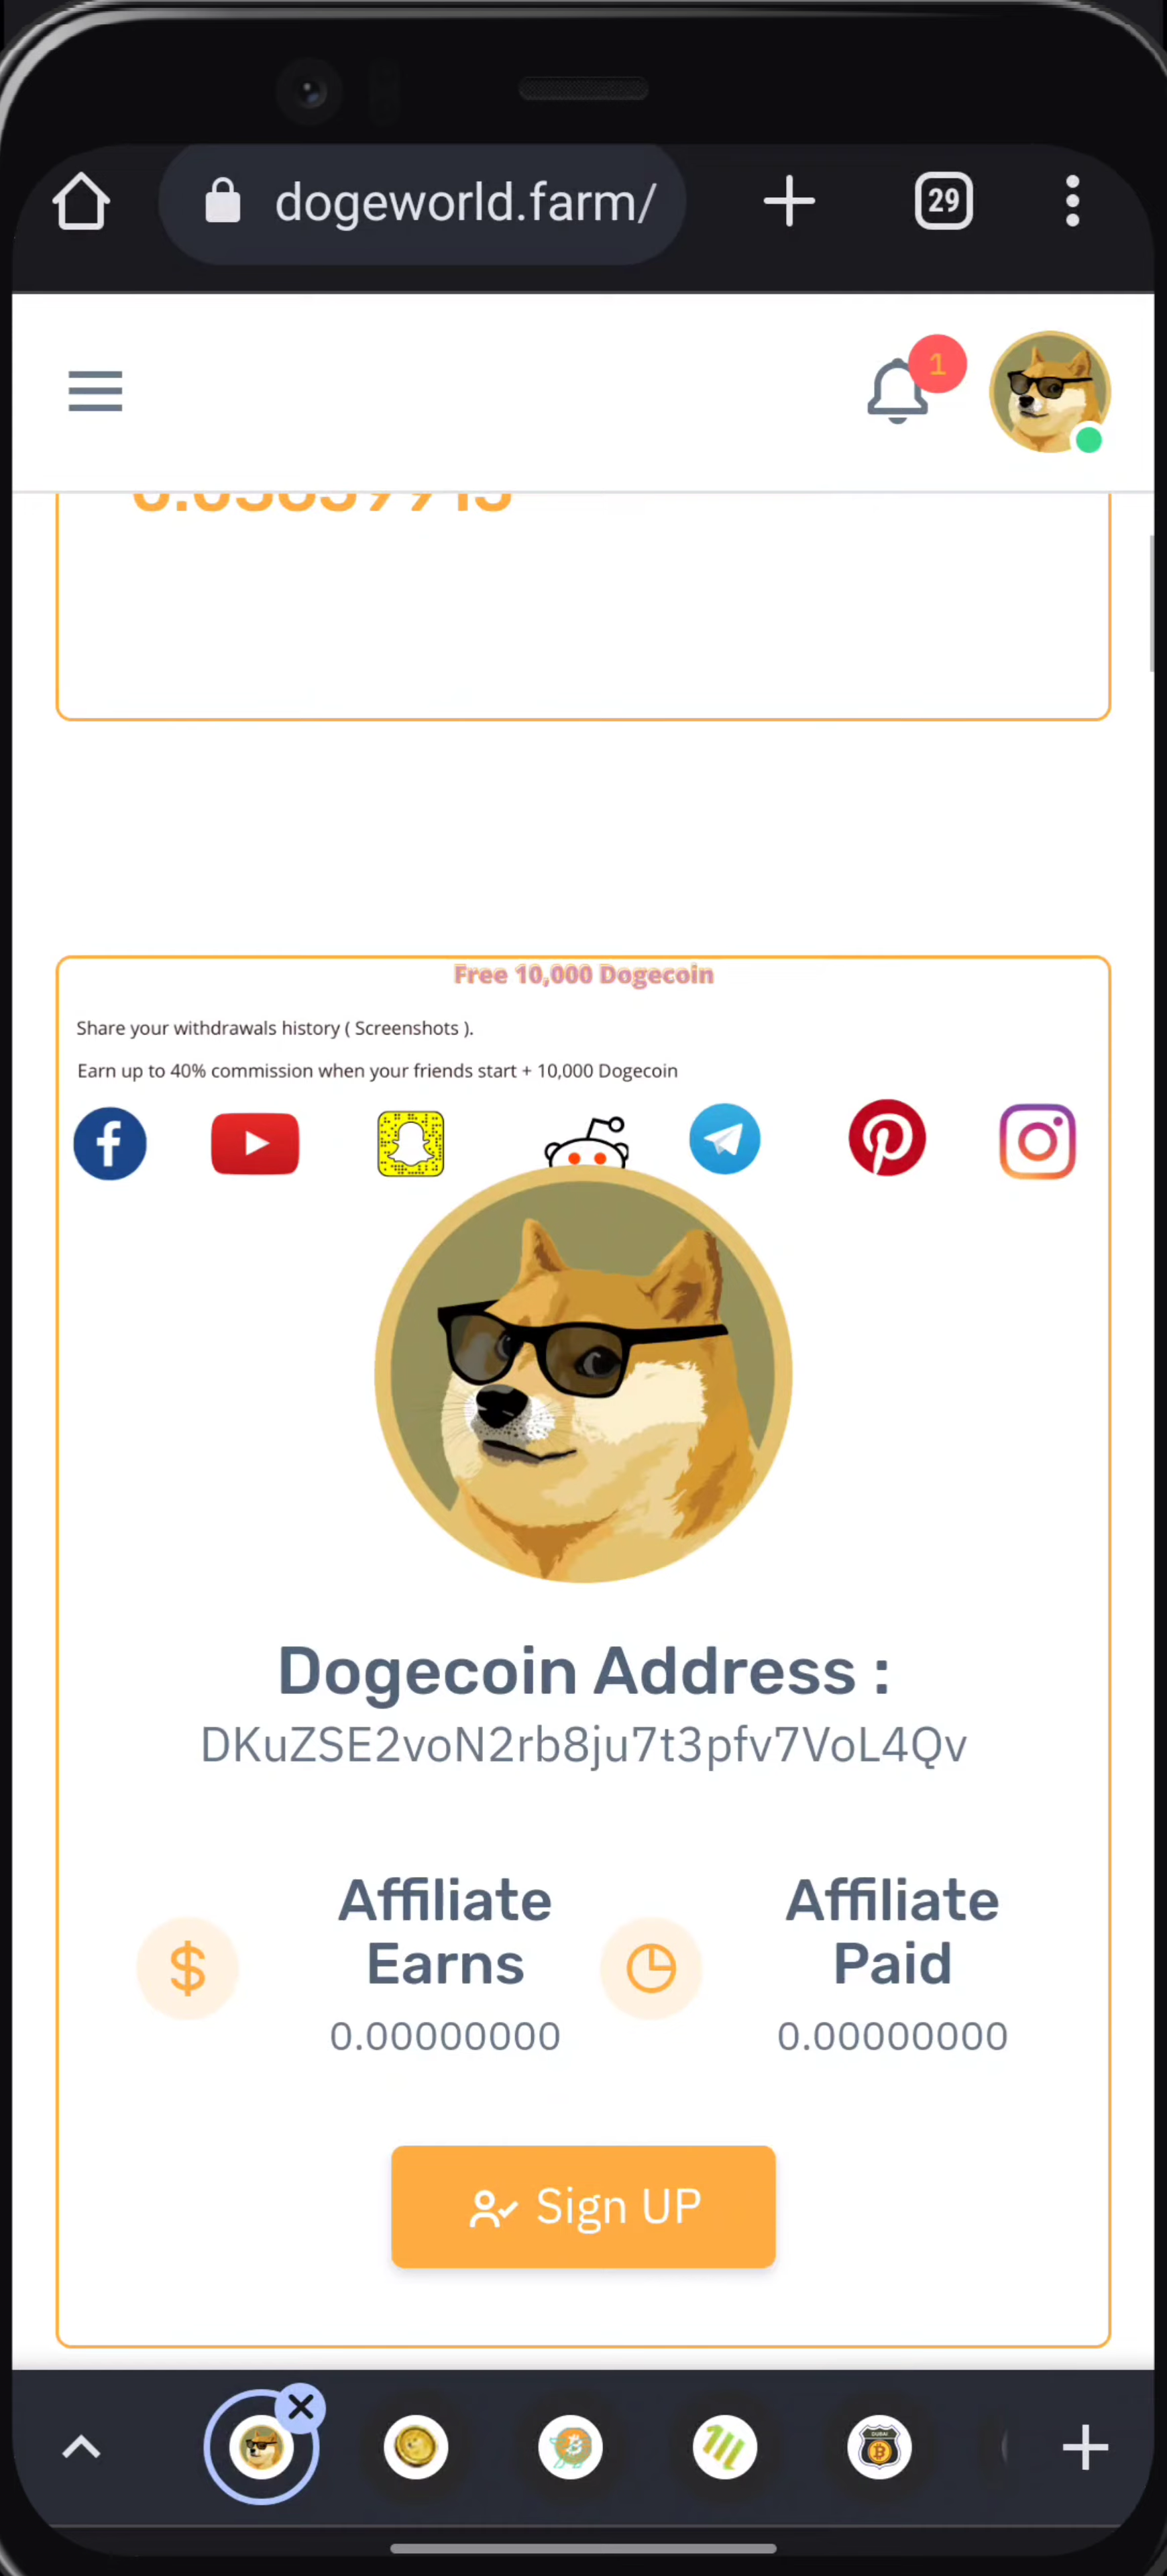 dogeworld.farm/
29
1
Free 10,000 Dogecoin
Share your withdrawals history ( Screenshots ).
Earn up to 40% commission when your friends start + 10,000 Dogecoin
Dogecoin Address :
DKuZSE2voN2rb8ju7t3pfv7VoL4Qv
Affiliate Earns
0.00000000
Affiliate Paid
0.00000000
Sign UP